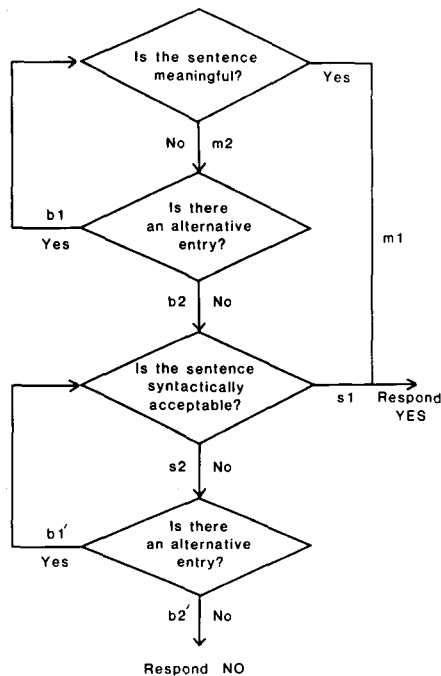 Is the sentence
meaningful?
Yes
No m2
b1
Yes
Is there
an alternative
entry?
m1
b2 No
Is the sentence
syntactically
acceptable?
s1 Respond
YES
s2 No
b1′
Yes
Is there
an alternative
entry?
b2′ No
Respond NO